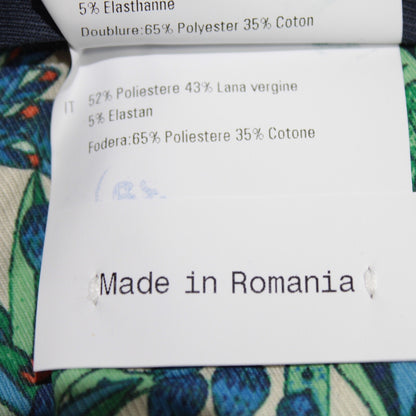 5% Elasthanne
Doublure:65% Polyester 35% Coton
IT
52% Poliestere 43% Lana vergine
5% Elastan
Fodera:65% Poliestere 35% Cotone
Made in Romania